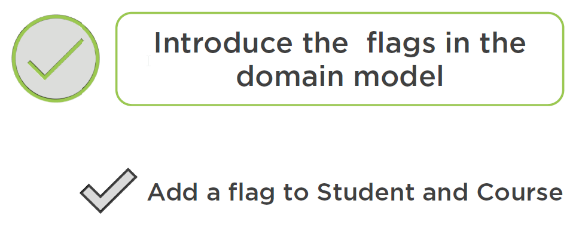 Introduce the flags in the
domain model
Add a flag to Student and Course